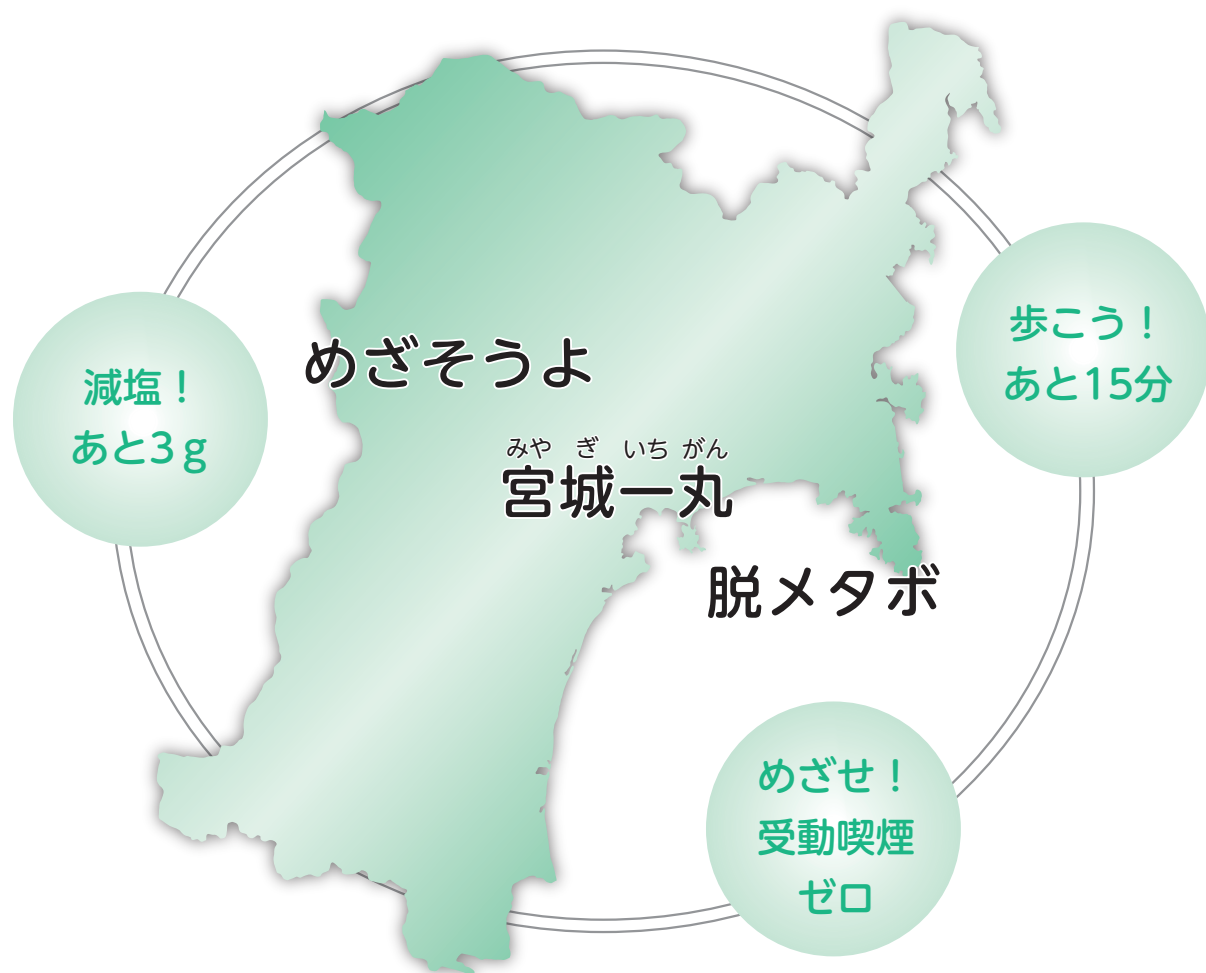 めざそうよ
みやぎいちがん
宮城一丸
脱メタボ
減塩！
あと3g
歩こう！
あと15分
めざせ！
受動喫煙
ゼロ